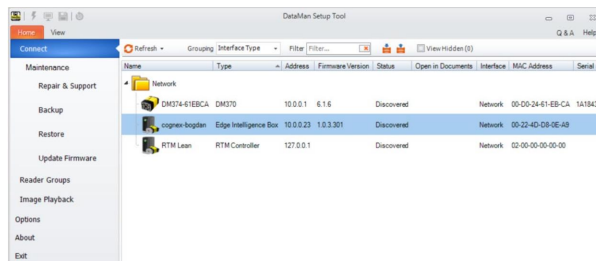 DataMan Setup Tool
Home View Q & A Help
Connect
Maintenance
Repair & Support
Backup
Restore
Update Firmware
Reader Groups
Image Playback
Options
About
Exit
Refresh Grouping Interface Type Filter Filter... View Hidden (0)
Name Type Address Firmware Version Status Open in Documents Interface MAC Address Serial
Network
DM374-61EBCA DM370 10.0.0.1 6.1.6 Discovered Network 00-D0-24-61-EB-CA 1A1843
cognex-bogdan Edge Intelligence Box 10.0.0.23 1.0.3.301 Discovered Network 00-22-4D-D8-0E-A9
RTM Lean RTM Controller 127.0.0.1 Discovered Network 02-00-00-00-00-00